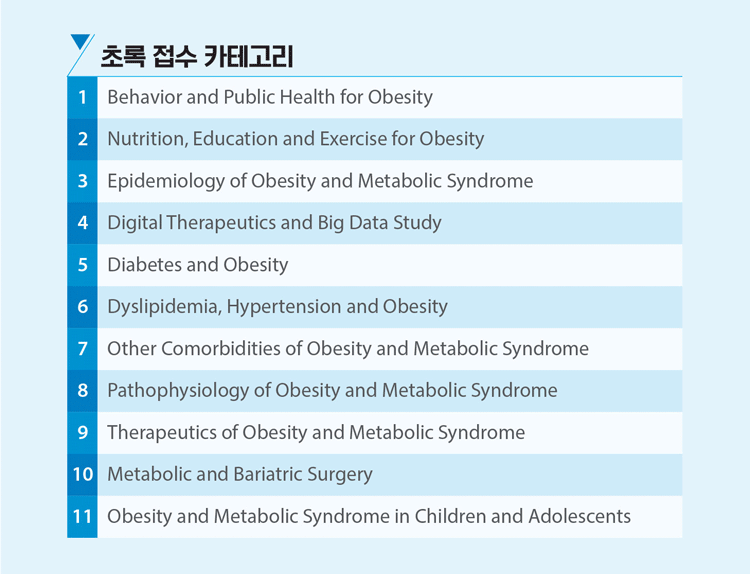 초록 접수 카테고리
1 Behavior and Public Health for Obesity
2 Nutrition, Education and Exercise for Obesity
3 Epidemiology of Obesity and Metabolic Syndrome
4 Digital Therapeutics and Big Data Study
5 Diabetes and Obesity
6 Dyslipidemia, Hypertension and Obesity
7 Other Comorbidities of Obesity and Metabolic Syndrome
8 Pathophysiology of Obesity and Metabolic Syndrome
9 Therapeutics of Obesity and Metabolic Syndrome
10 Metabolic and Bariatric Surgery
11 Obesity and Metabolic Syndrome in Children and Adolescents